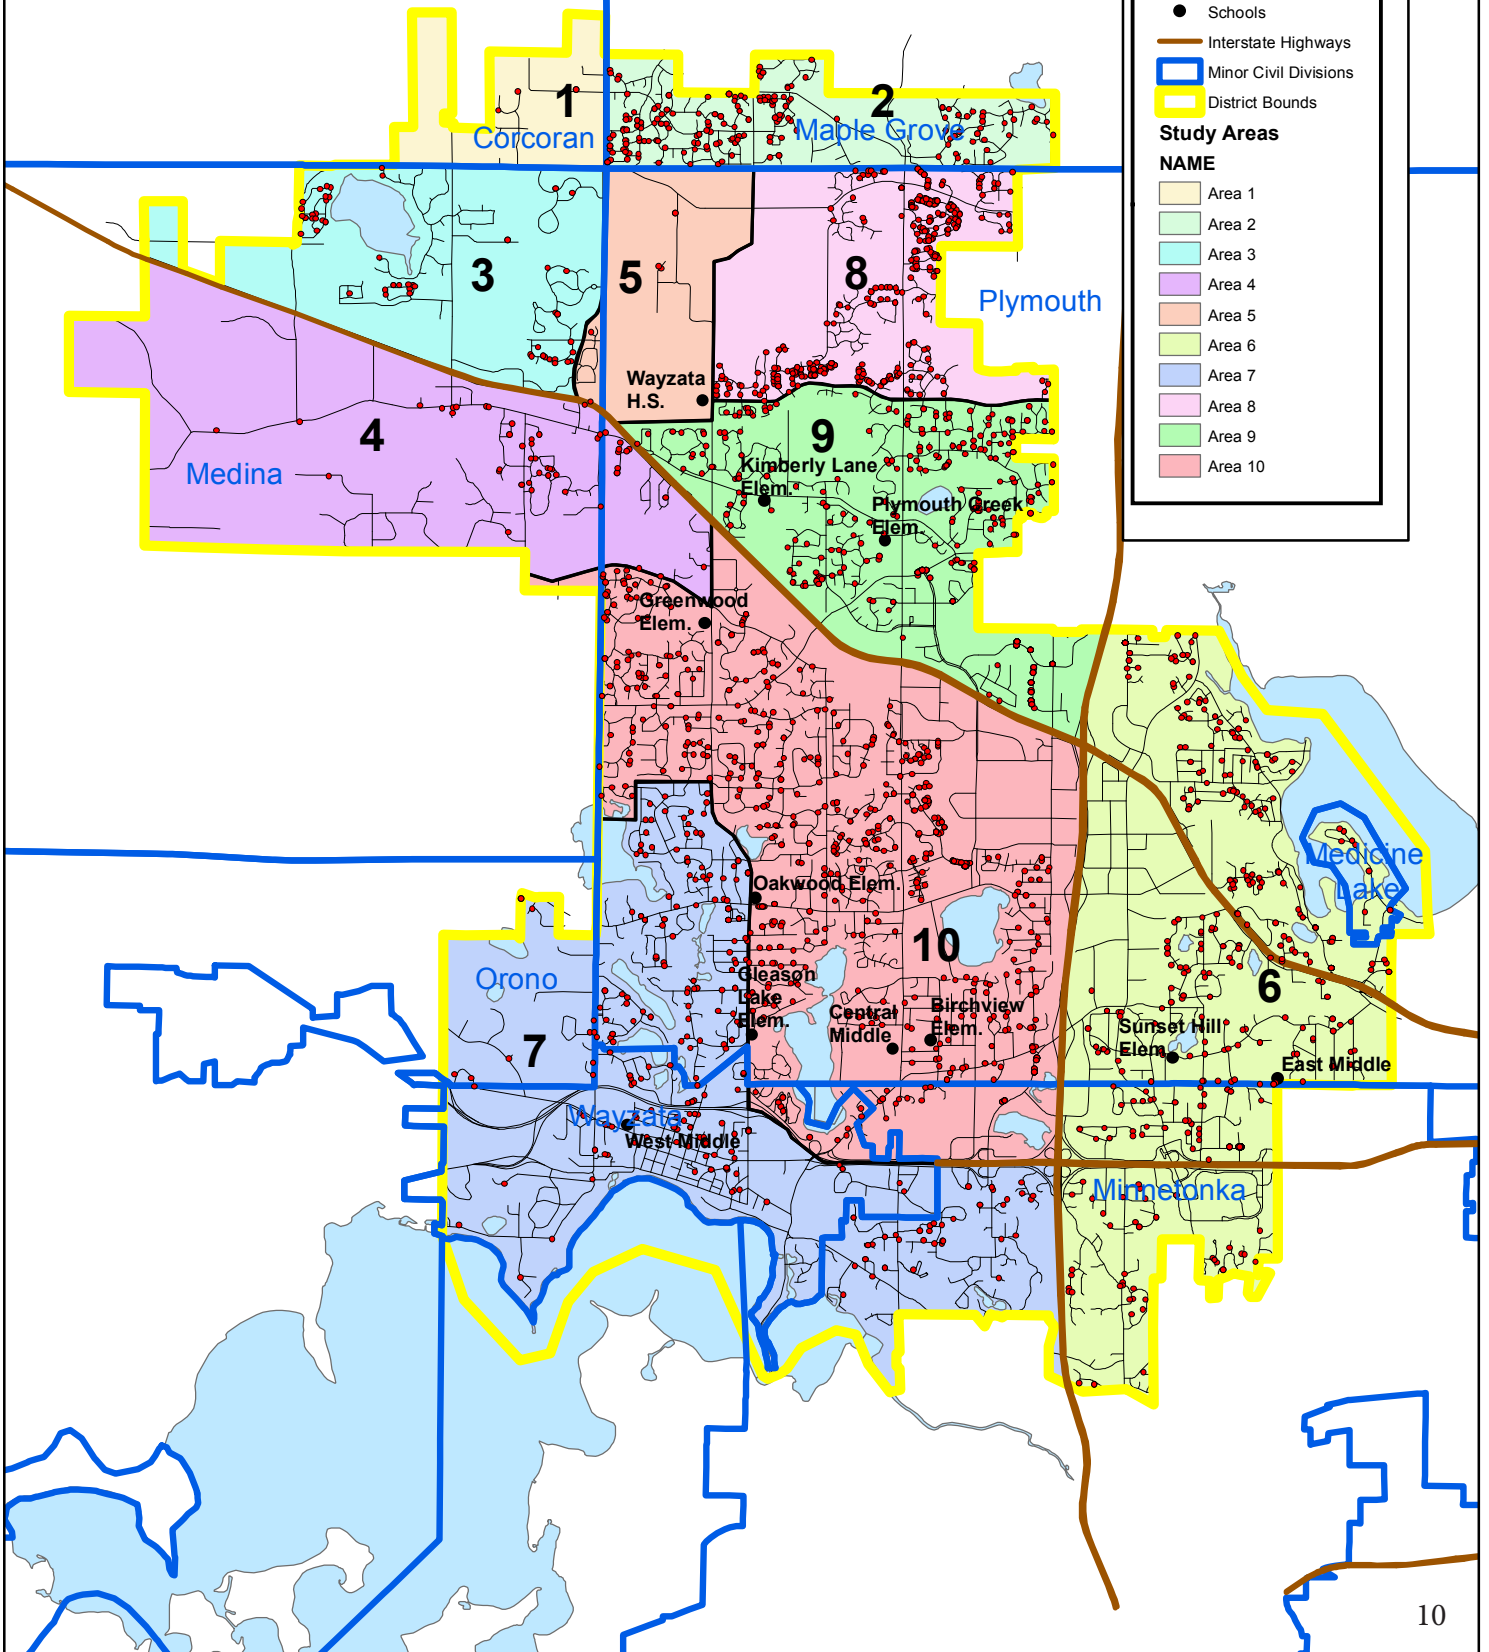 Schools
Interstate Highways
Minor Civil Divisions
District Bounds
Study Areas
NAME
Area 1
Area 2
Area 3
Area 4
Area 5
Area 6
Area 7
Area 8
Area 9
Area 10
1
Corcoran
2
Maple Grove
3
5
8
Plymouth
Wayzata
H.S.
4
Medina
9
Kimberly Lane
Elem.
Plymouth Creek
Elem.
Greenwood
Elem.
Medicine
Lake
Oakwood Elem.
10
Orono
Gleason
Lake
Elem.
Central
Middle
Birchview
Elem.
6
7
Sunset Hill
Elem
East Middle
Wayzata
West Middle
Minnetonka
10